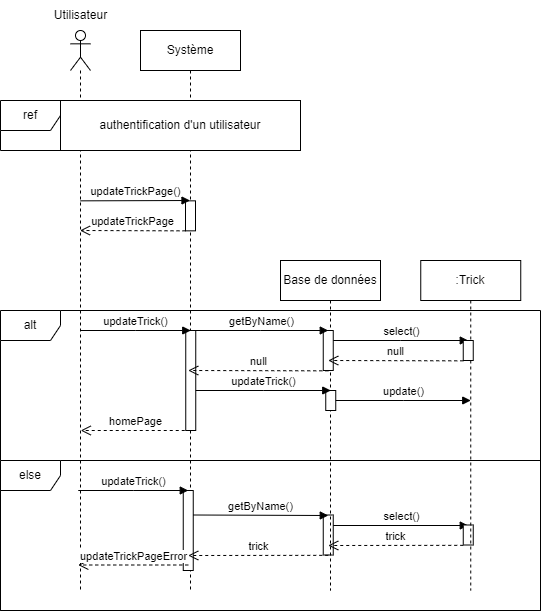 Utilisateur
Système
ref
authentification d'un utilisateur
updateTrickPage()
updateTrickPage
Base de données
:Trick
alt
updateTrick()
getByName()
select()
null
null
updateTrick()
update()
homePage
else
updateTrick()
getByName()
select()
trick
trick
updateTrickPageError